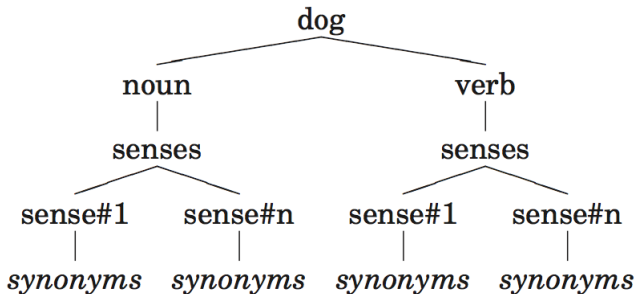 dog
noun verb
senses senses
sense#1 sense#n sense#1 sense#n
synonyms synonyms synonyms synonyms